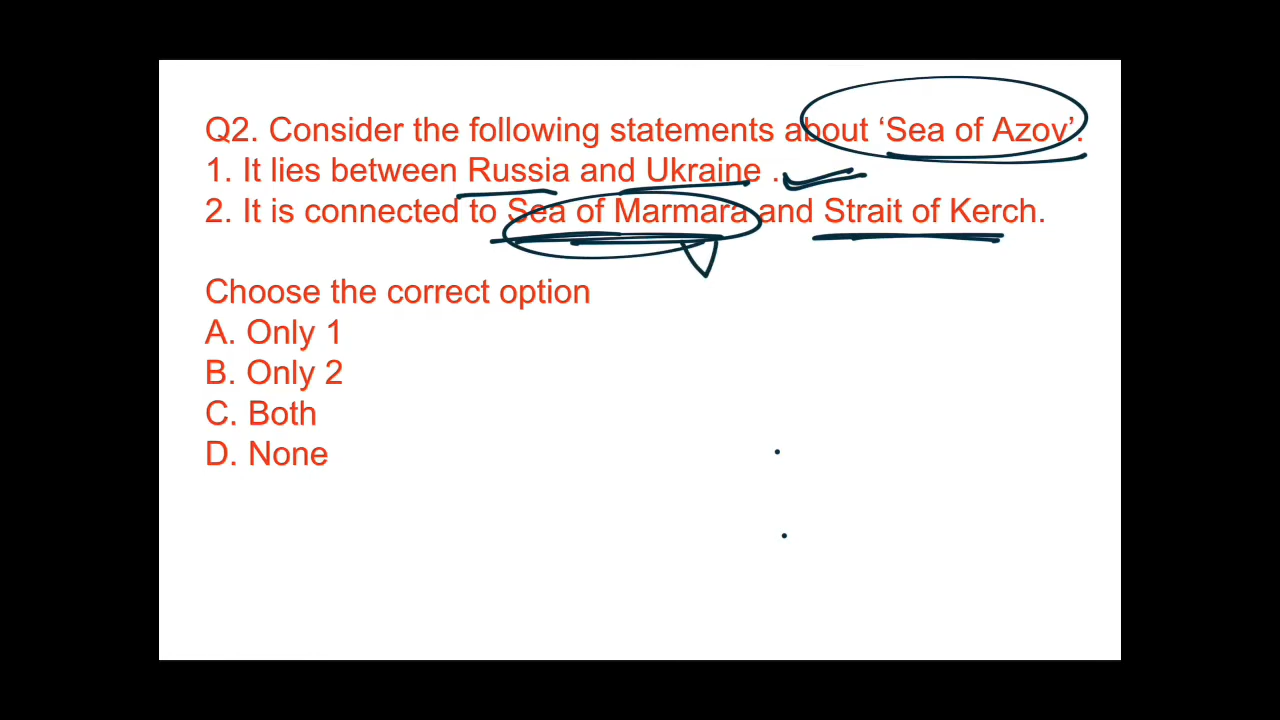 Q2. Consider the following statements about ‘Sea of Azov’.
1. It lies between Russia and Ukraine .
2. It is connected to Sea of Marmara and Strait of Kerch.
Choose the correct option
A. Only 1
B. Only 2
C. Both
D. None